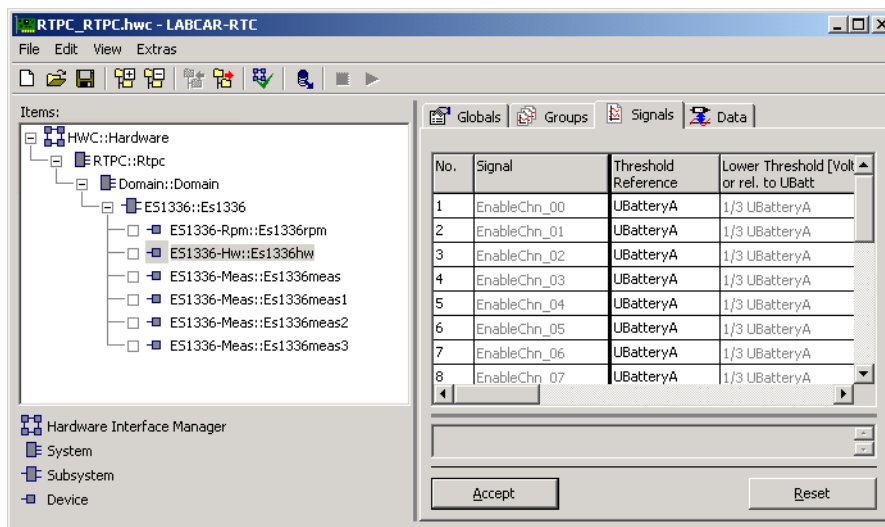 RTPC_RTPC.hwc - LABCAR-RTC
File Edit View Extras
Items:
HWC::Hardware
RTPC::Rtpc
Domain::Domain
ES1336::Es1336
ES1336-Rpm::Es1336rpm
ES1336-Hw::Es1336hw
ES1336-Meas::Es1336meas
ES1336-Meas::Es1336meas1
ES1336-Meas::Es1336meas2
ES1336-Meas::Es1336meas3
Hardware Interface Manager
System
Subsystem
Device
Globals Groups Signals Data
No. Signal Threshold Reference Lower Threshold [Volt or rel. to UBatt
1 EnableChn_00 UBatteryA 1/3 UBatteryA
2 EnableChn_01 UBatteryA 1/3 UBatteryA
3 EnableChn_02 UBatteryA 1/3 UBatteryA
4 EnableChn_03 UBatteryA 1/3 UBatteryA
5 EnableChn_04 UBatteryA 1/3 UBatteryA
6 EnableChn_05 UBatteryA 1/3 UBatteryA
7 EnableChn_06 UBatteryA 1/3 UBatteryA
8 EnableChn_07 UBatteryA 1/3 UBatteryA
Accept Reset